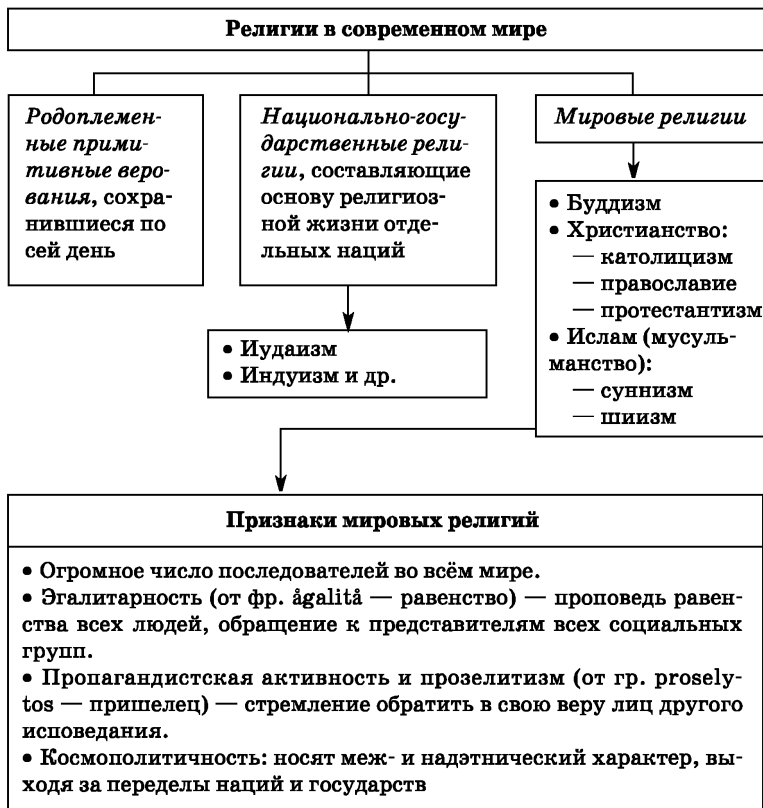 Религии в современном мире
Родоплемен-
ные прими-
тивные веро-
вания, сохра-
нившиеся по
сей день
Национально-госу-
дарственные рели-
гии, составляющие
основу религиоз-
ной жизни отде-
льных наций
• Иудаизм
• Индуизм и др.
Мировые религии
• Буддизм
• Христианство:
— католицизм
— православие
— протестантизм
• Ислам (мусуль-
манство):
— суннизм
— шиизм
Признаки мировых религий
• Огромное число последователей во всём мире.
• Эгалитарность (от фр. ågalitå — равенство) — проповедь равен-
ства всех людей, обращение к представителям всех социальных
групп.
• Пропагандистская активность и прозелитизм (от гр. prosely-
tos — пришелец) — стремление обратить в свою веру лиц другого
исповедания.
• Космополитичность: носят меж- и надэтнический характер, вы-
ходя за переделы наций и государств